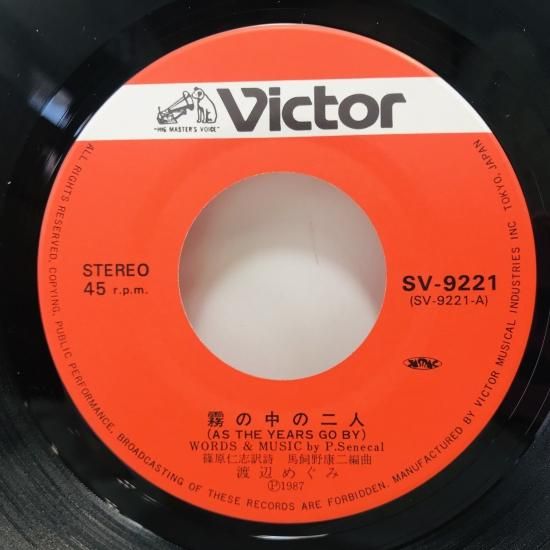 Victor
"HIS MASTER'S VOICE"
STEREO
45 r.p.m.
SV-9221
(SV-9221-A)
霧の中の二人
(AS THE YEARS GO BY)
WORDS & MUSIC by P.Senecal
篠原仁志訳詩 馬飼野康二編曲
渡辺めぐみ
Ⓟ1987
ALL RIGHTS RESERVED, COPYING, PUBLIC PERFORMANCE, BROADCASTING OF THESE RECORDS ARE FORBIDDEN. MANUFACTURED BY VICTOR MUSICAL INDUSTRIES INC TOKYO, JAPAN